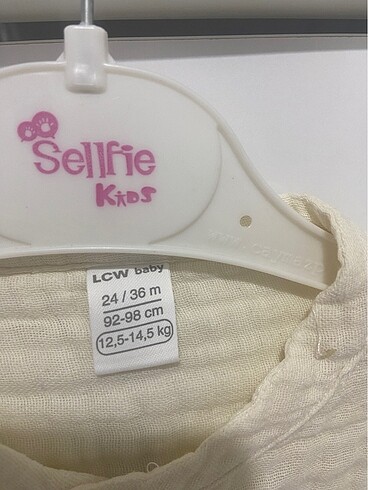 Sellfie
KIDS
LCW baby
24 / 36 m
92-98 cm
12,5-14,5 kg